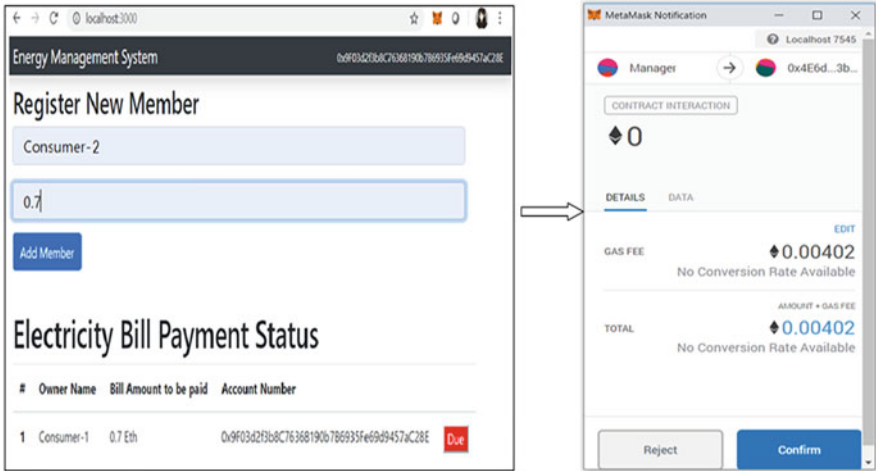 localhost:3000
Energy Management System
0x9F03d2f3b8C76368190b7B6935Fe69d9457aC28E
Register New Member
Consumer-2
0.7
Add Member
Electricity Bill Payment Status
# Owner Name Bill Amount to be paid Account Number
1 Consumer-1 0.7 Eth 0x9F03d2f3b8C76368190b7B6935Fe69d9457aC28E Due
MetaMask Notification
Localhost 7545
Manager 0x4E6d...3b...
CONTRACT INTERACTION
0
DETAILS DATA
EDIT
GAS FEE 0.00402
No Conversion Rate Available
AMOUNT + GAS FEE
TOTAL 0.00402
No Conversion Rate Available
Reject Confirm